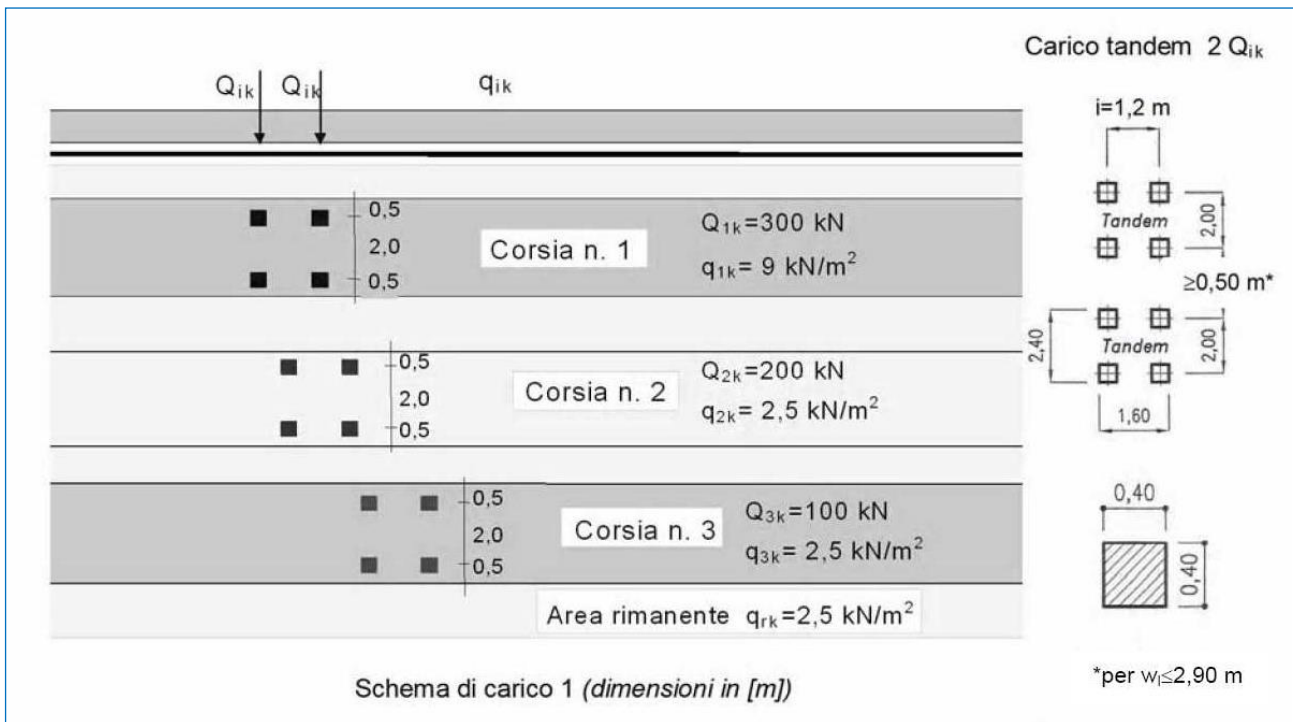 Carico tandem 2 Qik
Qik Qik qik
i=1,2 m
0,5
2,0
0,5
Corsia n. 1
Q1k=300 kN
q1k= 9 kN/m²
Tandem
2,00
≥0,50 m*
0,5
2,0
0,5
Corsia n. 2
Q2k=200 kN
q2k= 2,5 kN/m²
2,40
Tandem
2,00
1,60
0,5
2,0
0,5
Corsia n. 3
Q3k=100 kN
q3k= 2,5 kN/m²
0,40
0,40
Area rimanente qrk=2,5 kN/m²
Schema di carico 1 (dimensioni in [m])
*per wl≤2,90 m